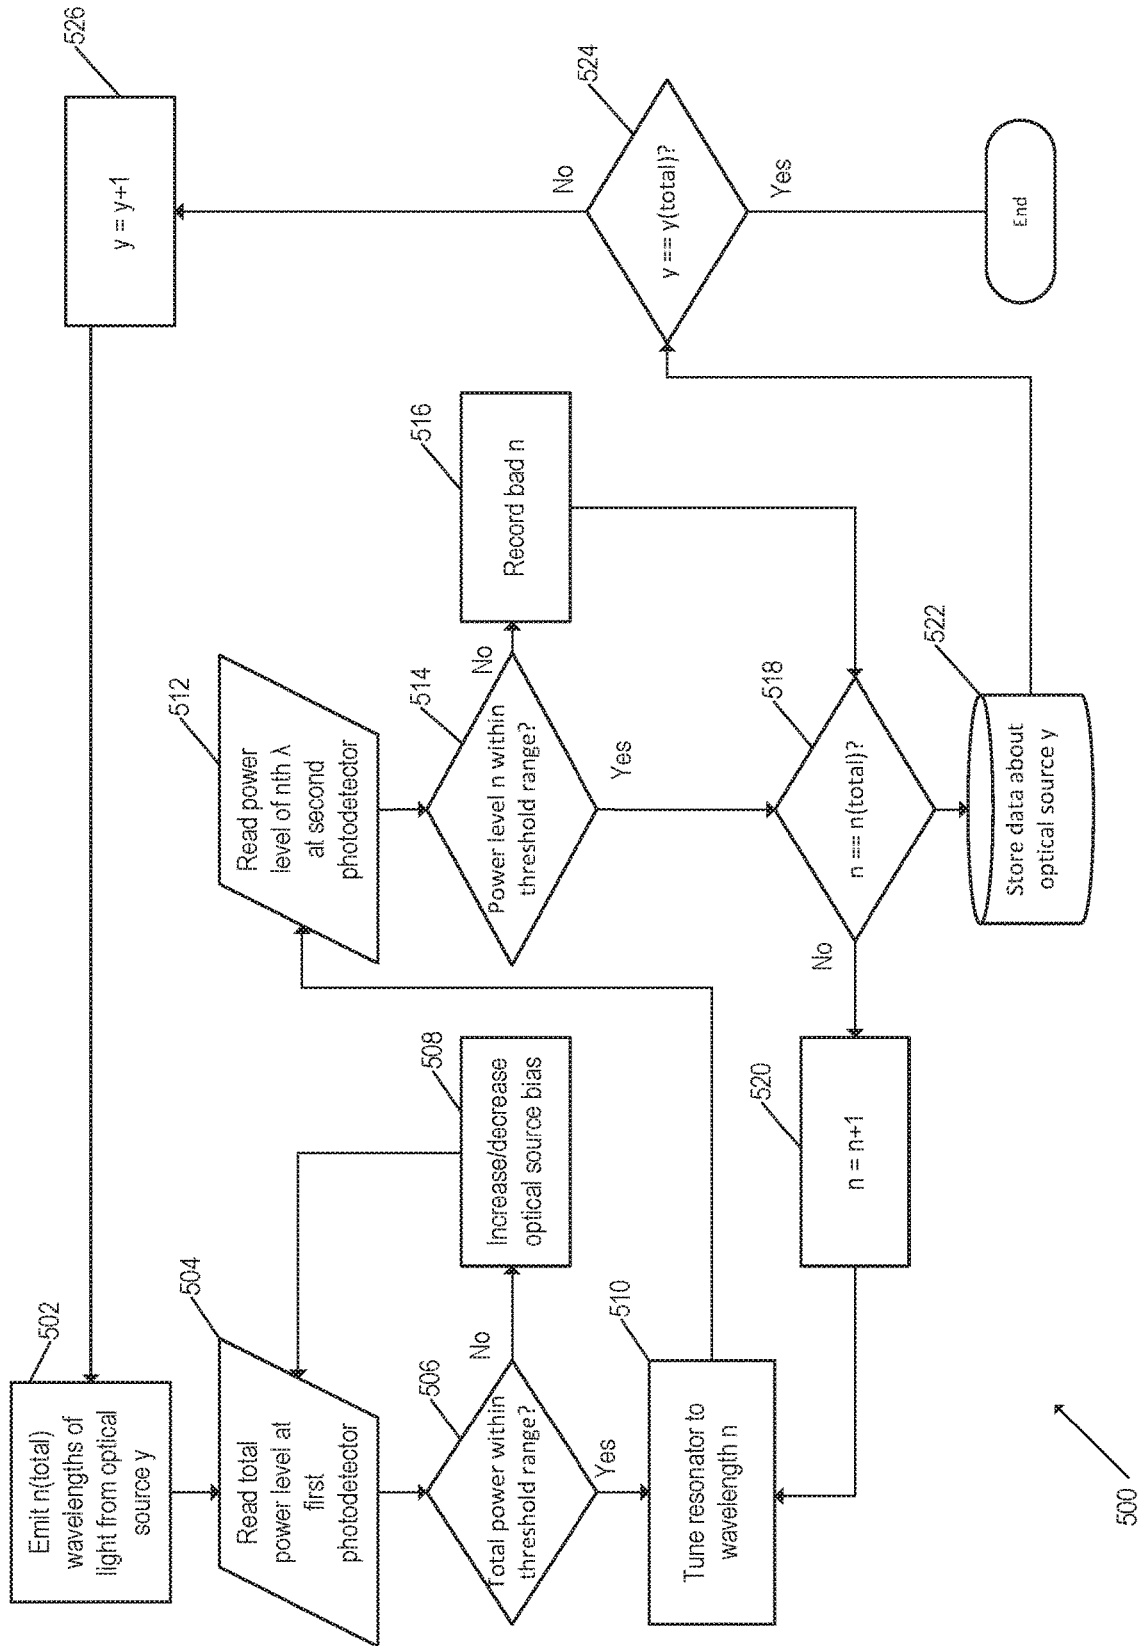 Emit n(total)
wavelengths of
light from optical
source y
502
Read total
power level at
first
photodetector
504
Total power within
threshold range?
506
No
Yes
Increase/decrease
optical source bias
508
Tune resonator to
wavelength n
510
Read power
level of nth λ
at second
photodetector
512
Power level n within
threshold range?
514
No
Yes
Record bad n
516
n == n(total)?
518
No
n = n+1
520
Store data about
optical source y
522
y == y(total)?
524
No
Yes
y = y+1
526
End
500